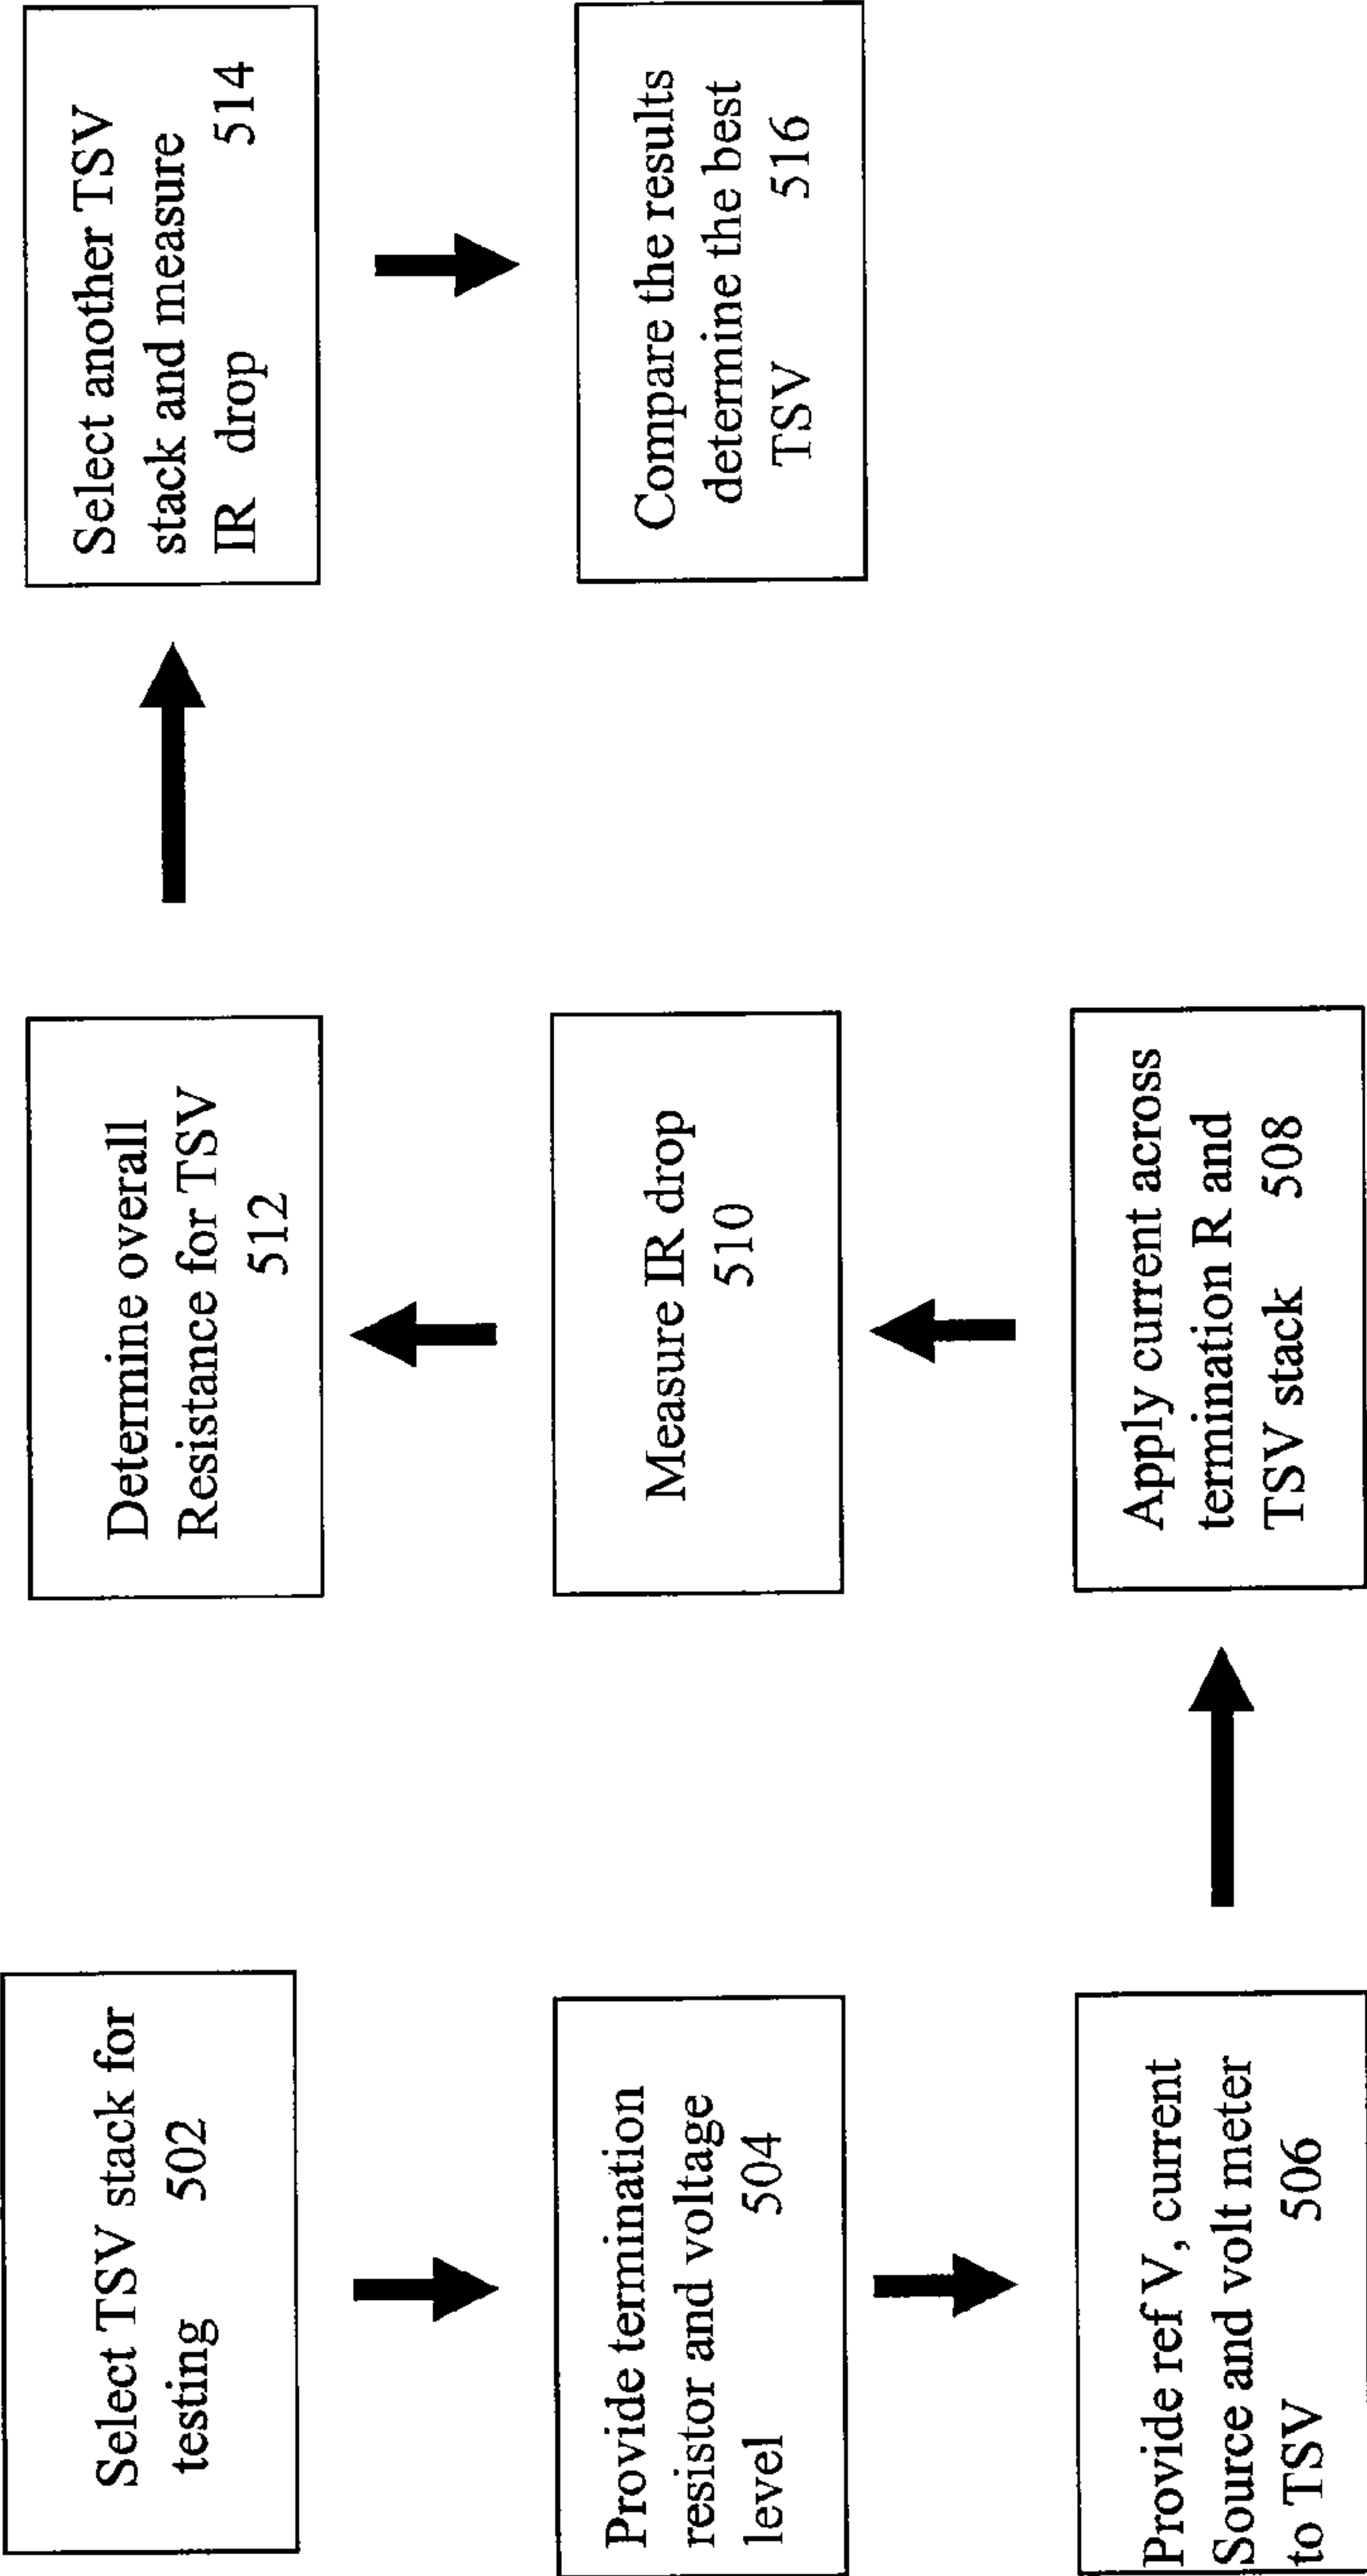 Select TSV stack for
testing 502
Provide termination
resistor and voltage
level 504
Provide ref V, current
Source and volt meter
to TSV 506
Apply current across
termination R and
TSV stack 508
Measure IR drop
510
Determine overall
Resistance for TSV
512
Select another TSV
stack and measure
IR drop 514
Compare the results
determine the best
TSV 516